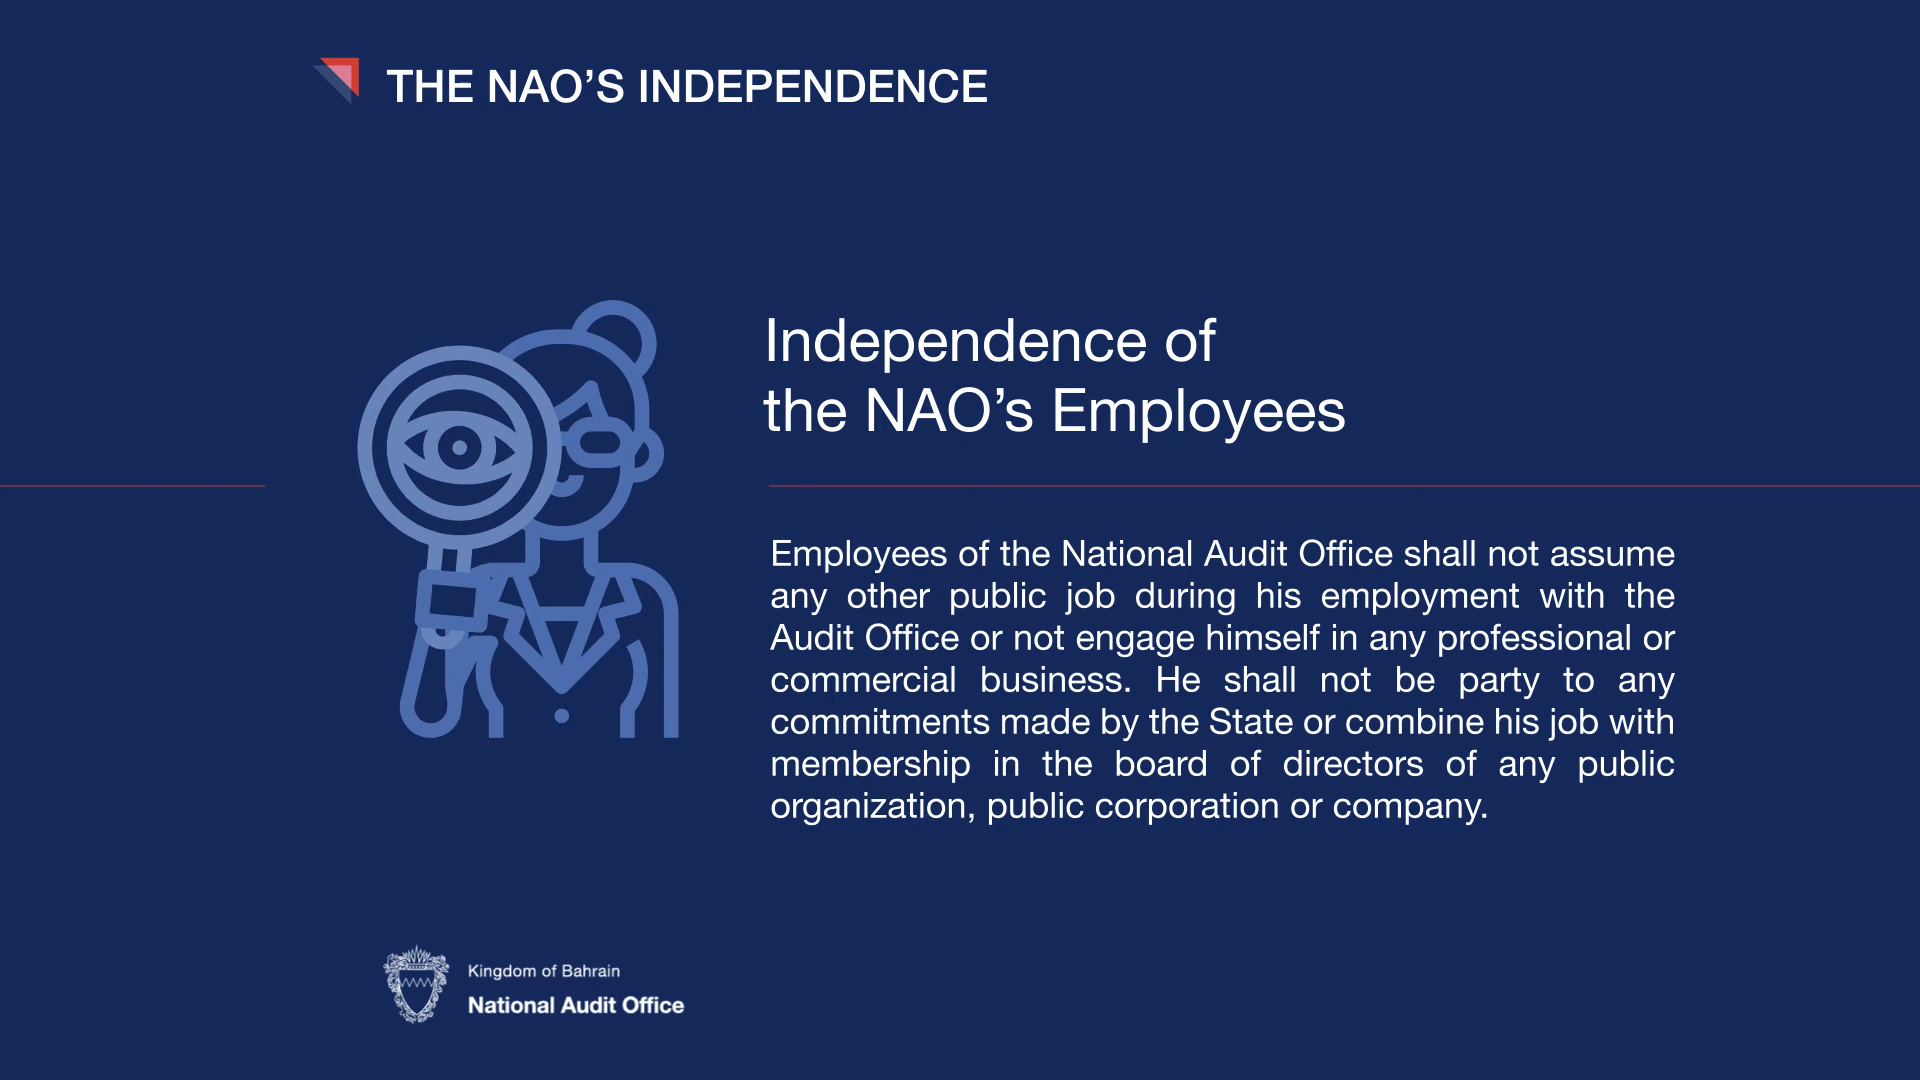 THE NAO’S INDEPENDENCE
Independence of
the NAO’s Employees
Employees of the National Audit Office shall not assume
any other public job during his employment with the
Audit Office or not engage himself in any professional or
commercial business. He shall not be party to any
commitments made by the State or combine his job with
membership in the board of directors of any public
organization, public corporation or company.
Kingdom of Bahrain
National Audit Office